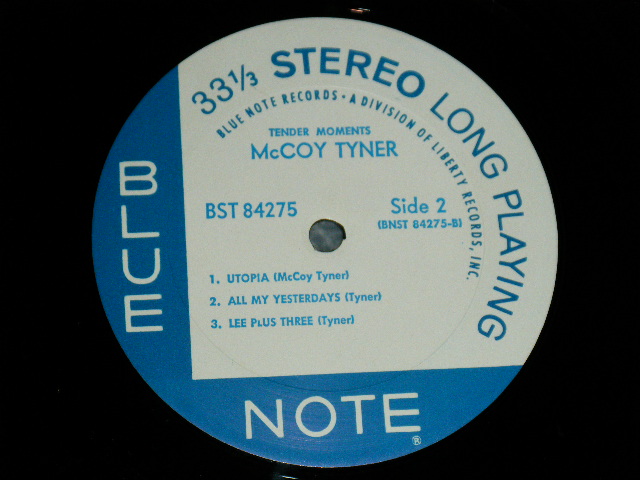 33⅓ STEREO LONG PLAYING
BLUE NOTE RECORDS • A DIVISION OF LIBERTY RECORDS, INC.
TENDER MOMENTS
McCOY TYNER
BST 84275
Side 2
(BNST 84275-B)
1. UTOPIA (McCoy Tyner)
2. ALL MY YESTERDAYS (Tyner)
3. LEE PLUS THREE (Tyner)
BLUE
NOTE®